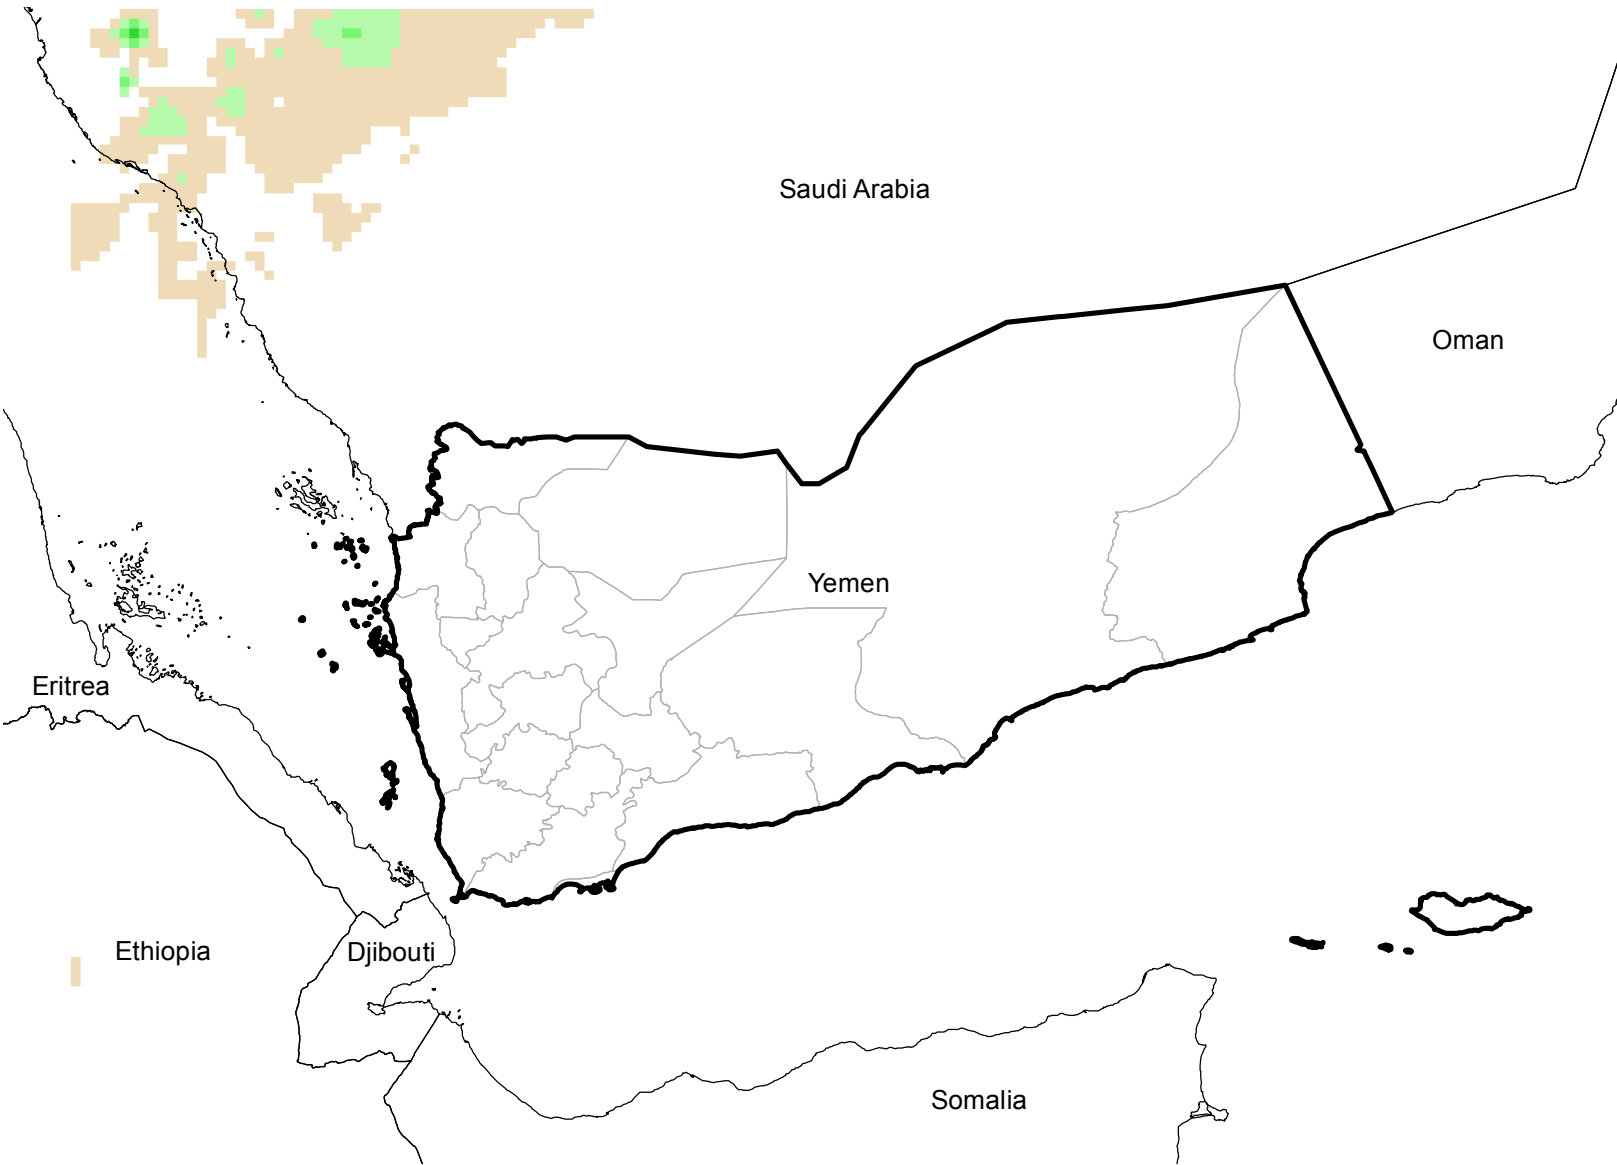 Saudi Arabia
Oman
Yemen
Eritrea
Ethiopia
Djibouti
Somalia